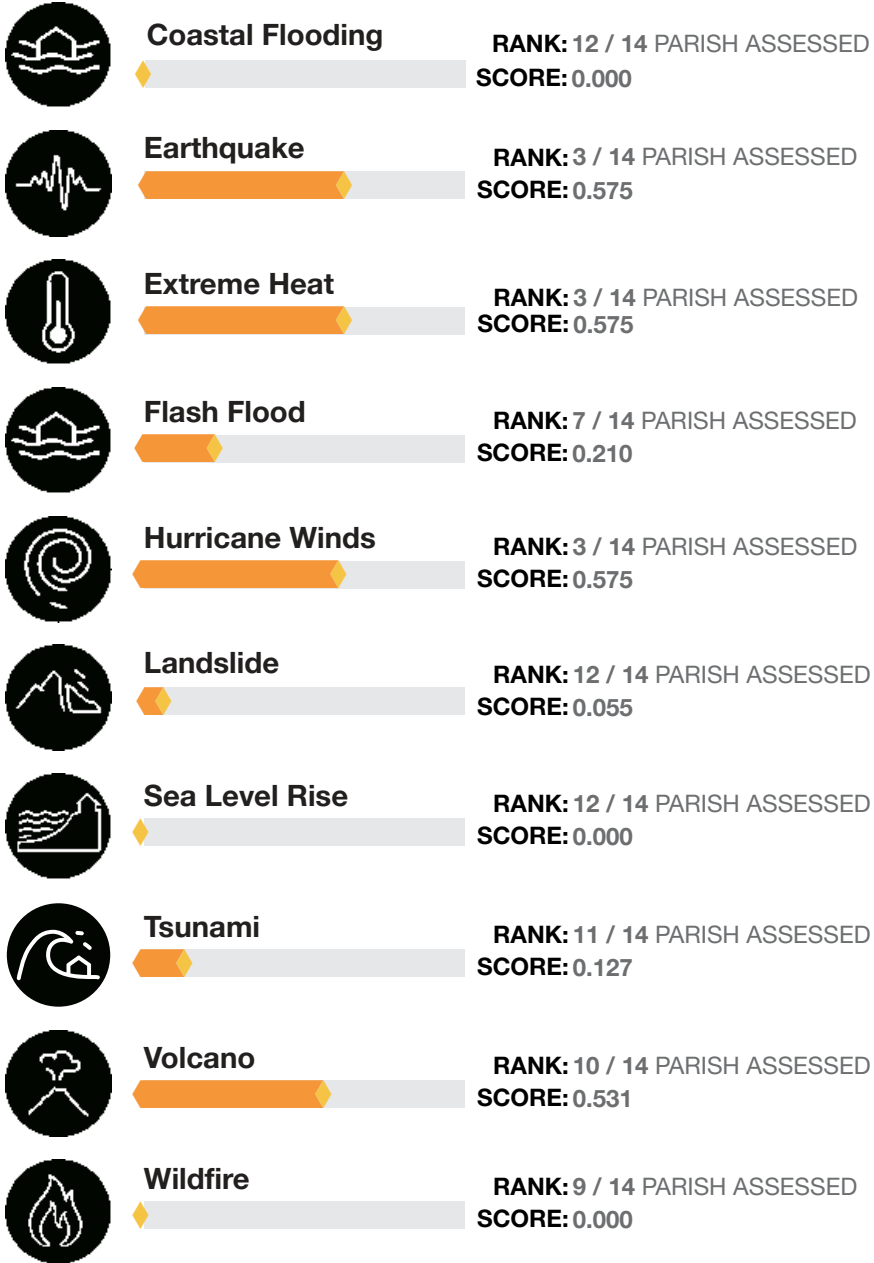 Coastal Flooding
RANK: 12 / 14 PARISH ASSESSED
SCORE: 0.000
Earthquake
RANK: 3 / 14 PARISH ASSESSED
SCORE: 0.575
Extreme Heat
RANK: 3 / 14 PARISH ASSESSED
SCORE: 0.575
Flash Flood
RANK: 7 / 14 PARISH ASSESSED
SCORE: 0.210
Hurricane Winds
RANK: 3 / 14 PARISH ASSESSED
SCORE: 0.575
Landslide
RANK: 12 / 14 PARISH ASSESSED
SCORE: 0.055
Sea Level Rise
RANK: 12 / 14 PARISH ASSESSED
SCORE: 0.000
Tsunami
RANK: 11 / 14 PARISH ASSESSED
SCORE: 0.127
Volcano
RANK: 10 / 14 PARISH ASSESSED
SCORE: 0.531
Wildfire
RANK: 9 / 14 PARISH ASSESSED
SCORE: 0.000